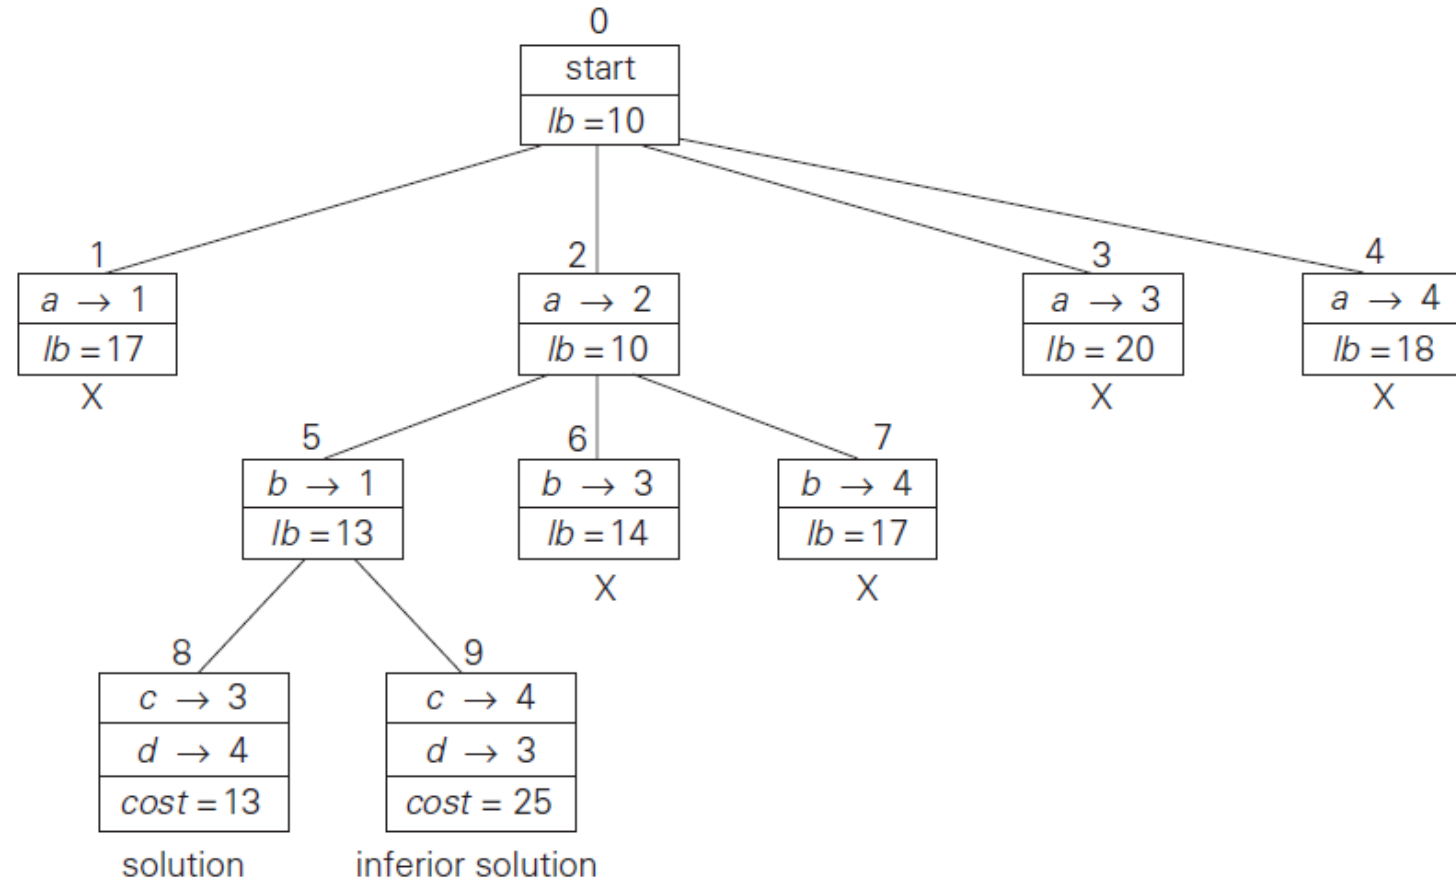 0
start
lb = 10
1 2 3 4
a → 1 a → 2 a → 3 a → 4
lb = 17 lb = 10 lb = 20 lb = 18
X X X
5 6 7
b → 1 b → 3 b → 4
lb = 13 lb = 14 lb = 17
X X
8 9
c → 3 c → 4
d → 4 d → 3
cost = 13 cost = 25
solution inferior solution